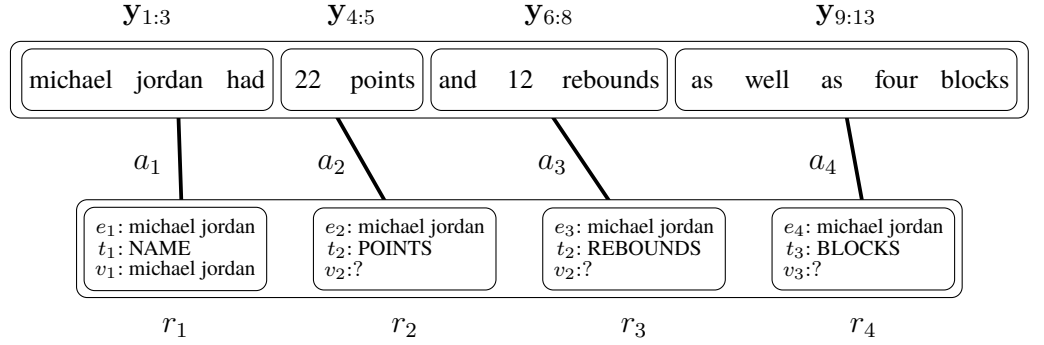 y1:3 y4:5 y6:8 y9:13
michael jordan had 22 points and 12 rebounds as well as four blocks
a1 a2 a3 a4
e1: michael jordan e2: michael jordan e3: michael jordan e4: michael jordan
t1: NAME t2: POINTS t2: REBOUNDS t3: BLOCKS
v1: michael jordan v2:? v2:? v3:?
r1 r2 r3 r4